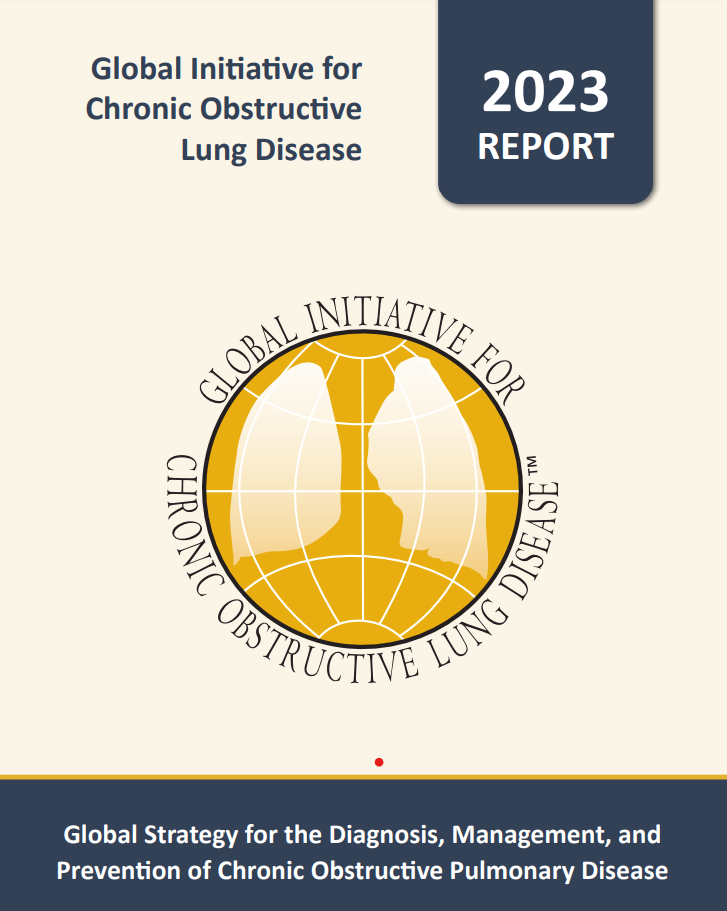 Global Initiative for
Chronic Obstructive
Lung Disease
2023
REPORT
GLOBAL INITIATIVE FOR
CHRONIC OBSTRUCTIVE LUNG DISEASE™
Global Strategy for the Diagnosis, Management, and
Prevention of Chronic Obstructive Pulmonary Disease